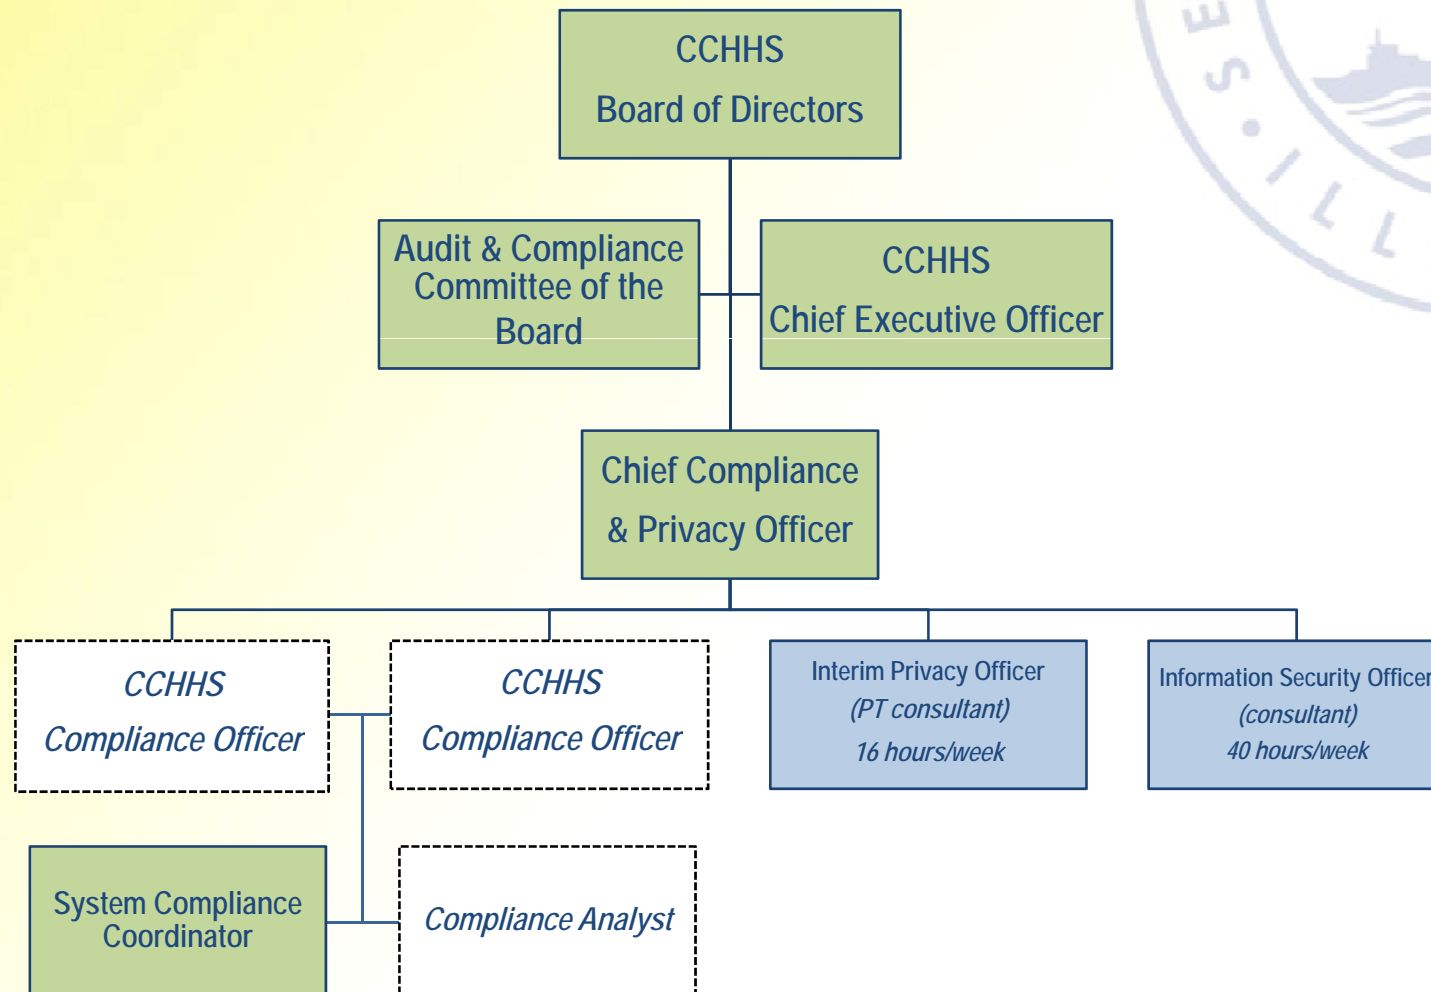 CCHHS
Board of Directors
Audit & Compliance
Committee of the
Board
CCHHS
Chief Executive Officer
Chief Compliance
& Privacy Officer
CCHHS
Compliance Officer
CCHHS
Compliance Officer
Interim Privacy Officer
(PT consultant)
16 hours/week
Information Security Officer
(consultant)
40 hours/week
System Compliance
Coordinator
Compliance Analyst
E S • I L L